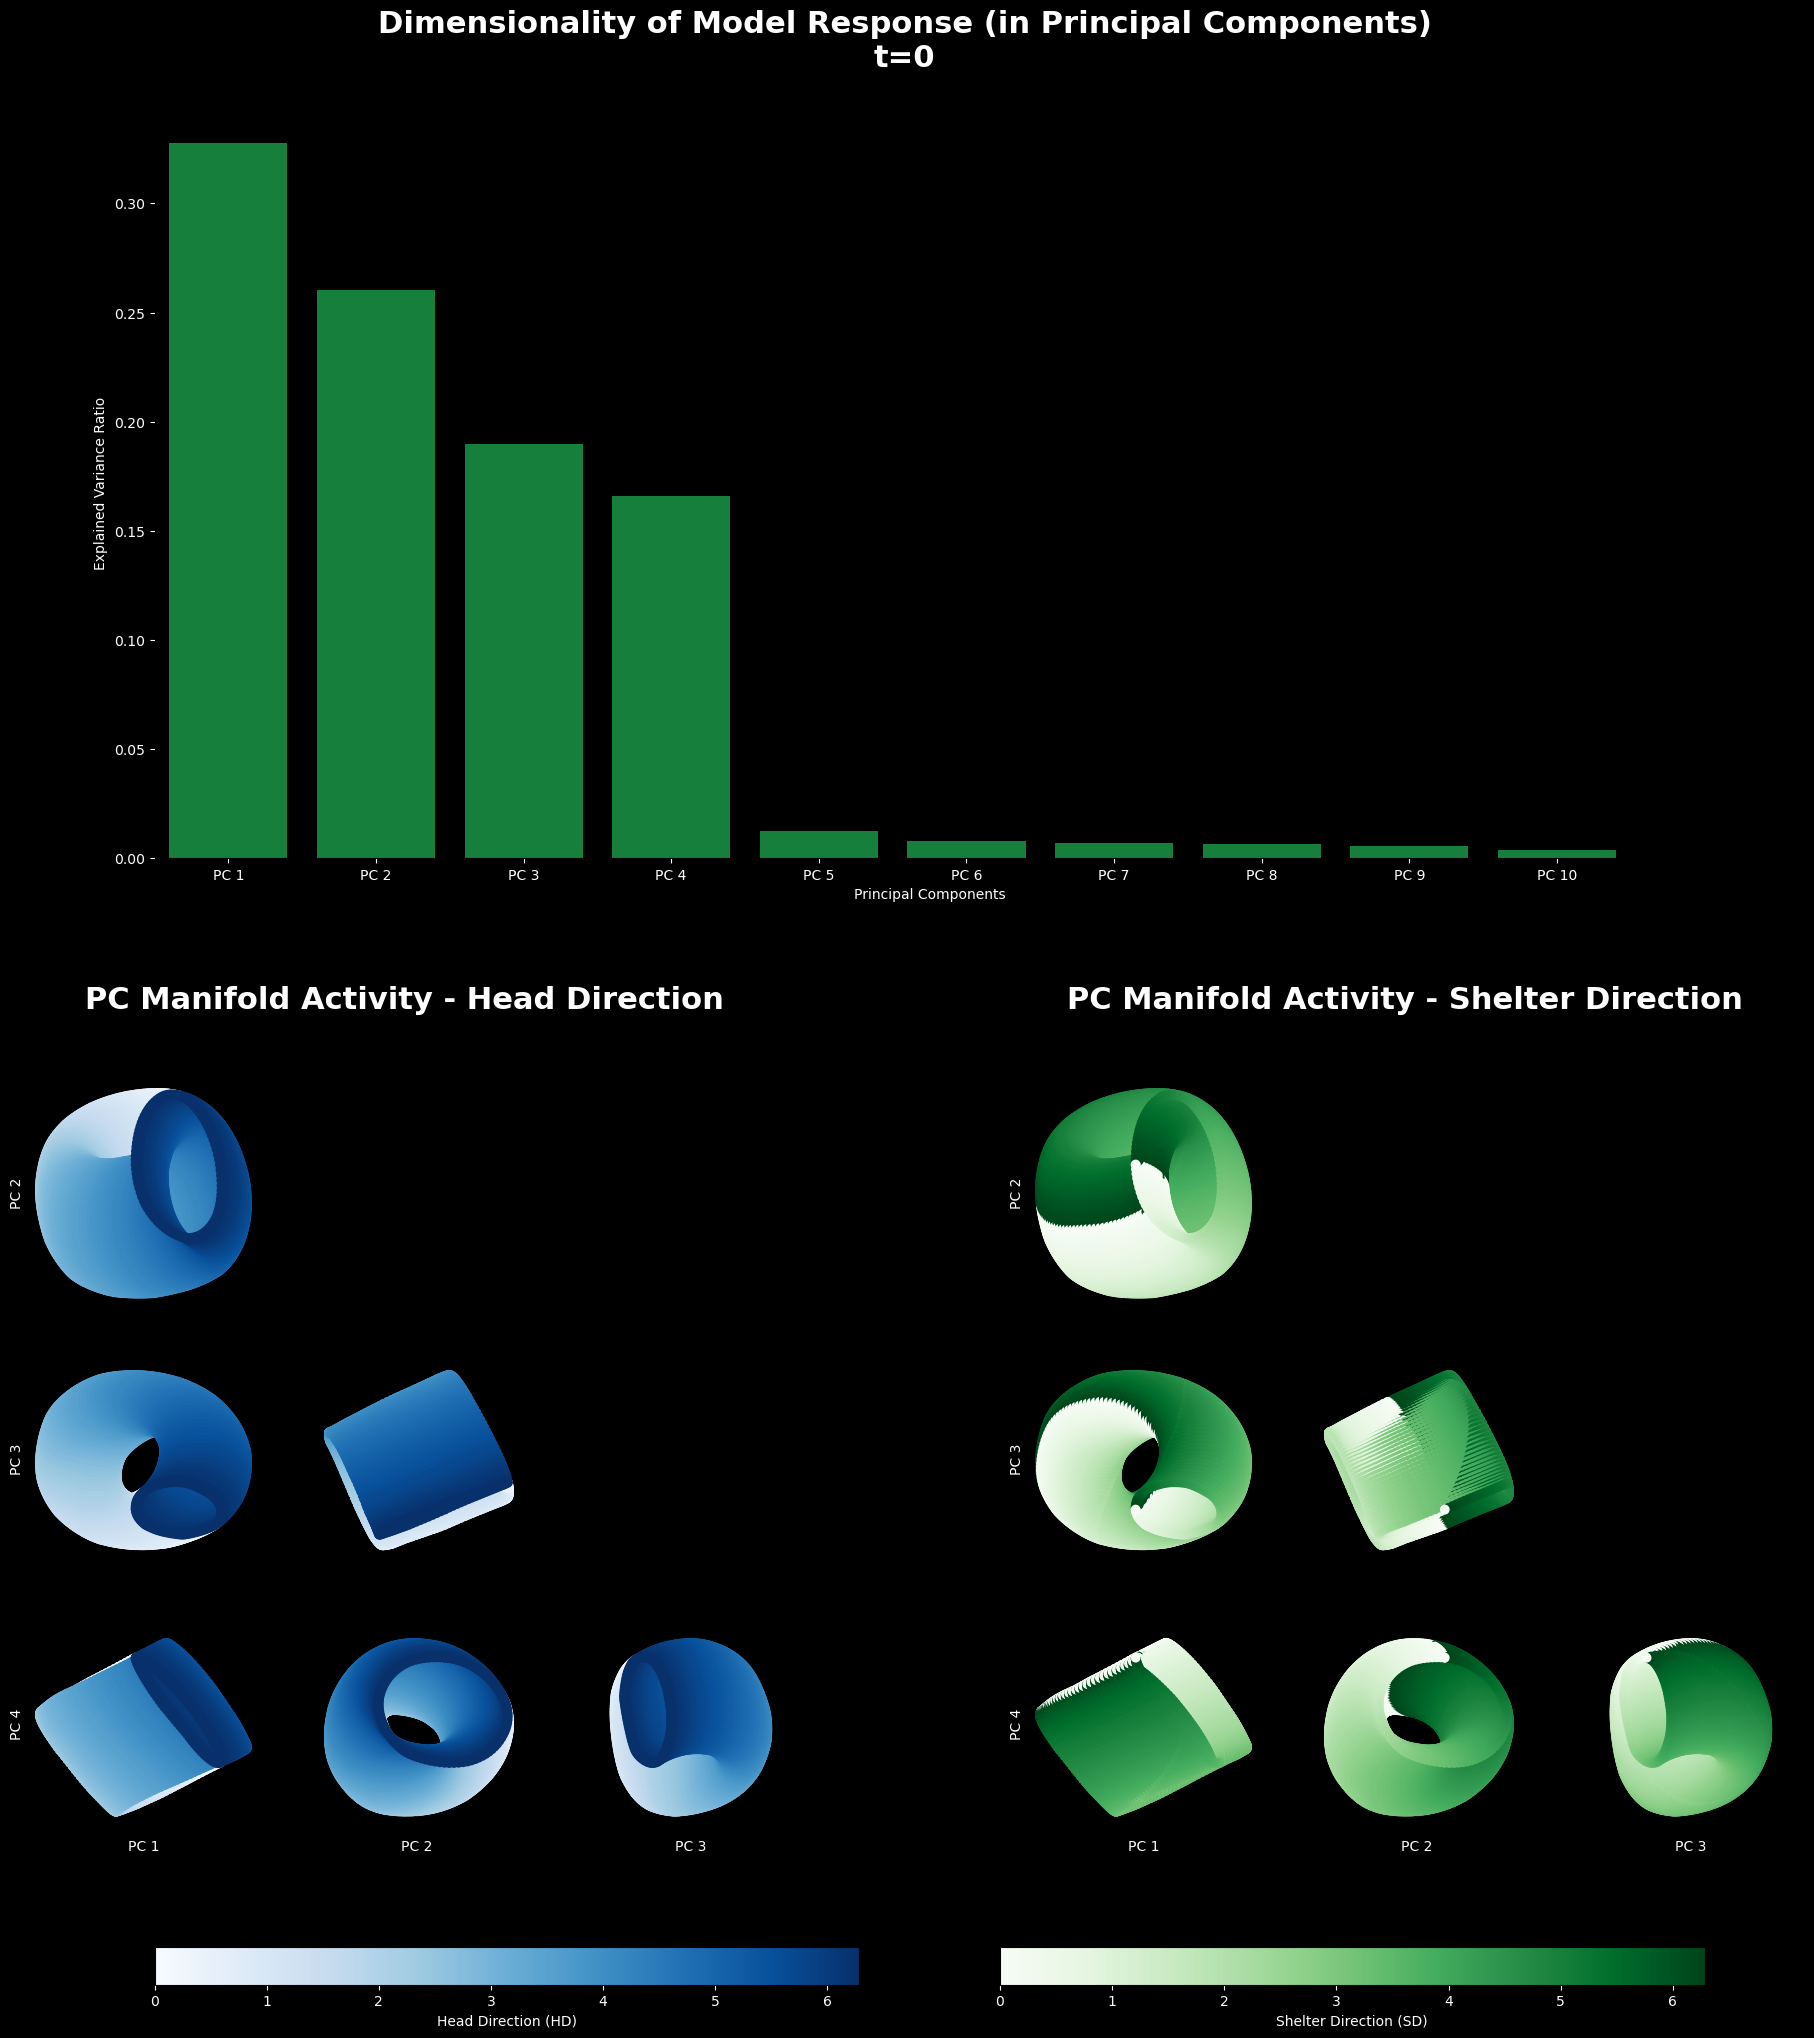 Dimensionality of Model Response (in Principal Components)
t=0
Explained Variance Ratio
0.30
0.25
0.20
0.15
0.10
0.05
0.00
PC 1 PC 2 PC 3 PC 4 PC 5 PC 6 PC 7 PC 8 PC 9 PC 10
Principal Components
PC Manifold Activity - Head Direction
PC 2
PC 3
PC 4
PC 1 PC 2 PC 3
0 1 2 3 4 5 6
Head Direction (HD)
PC Manifold Activity - Shelter Direction
PC 2
PC 3
PC 4
PC 1 PC 2 PC 3
0 1 2 3 4 5 6
Shelter Direction (SD)